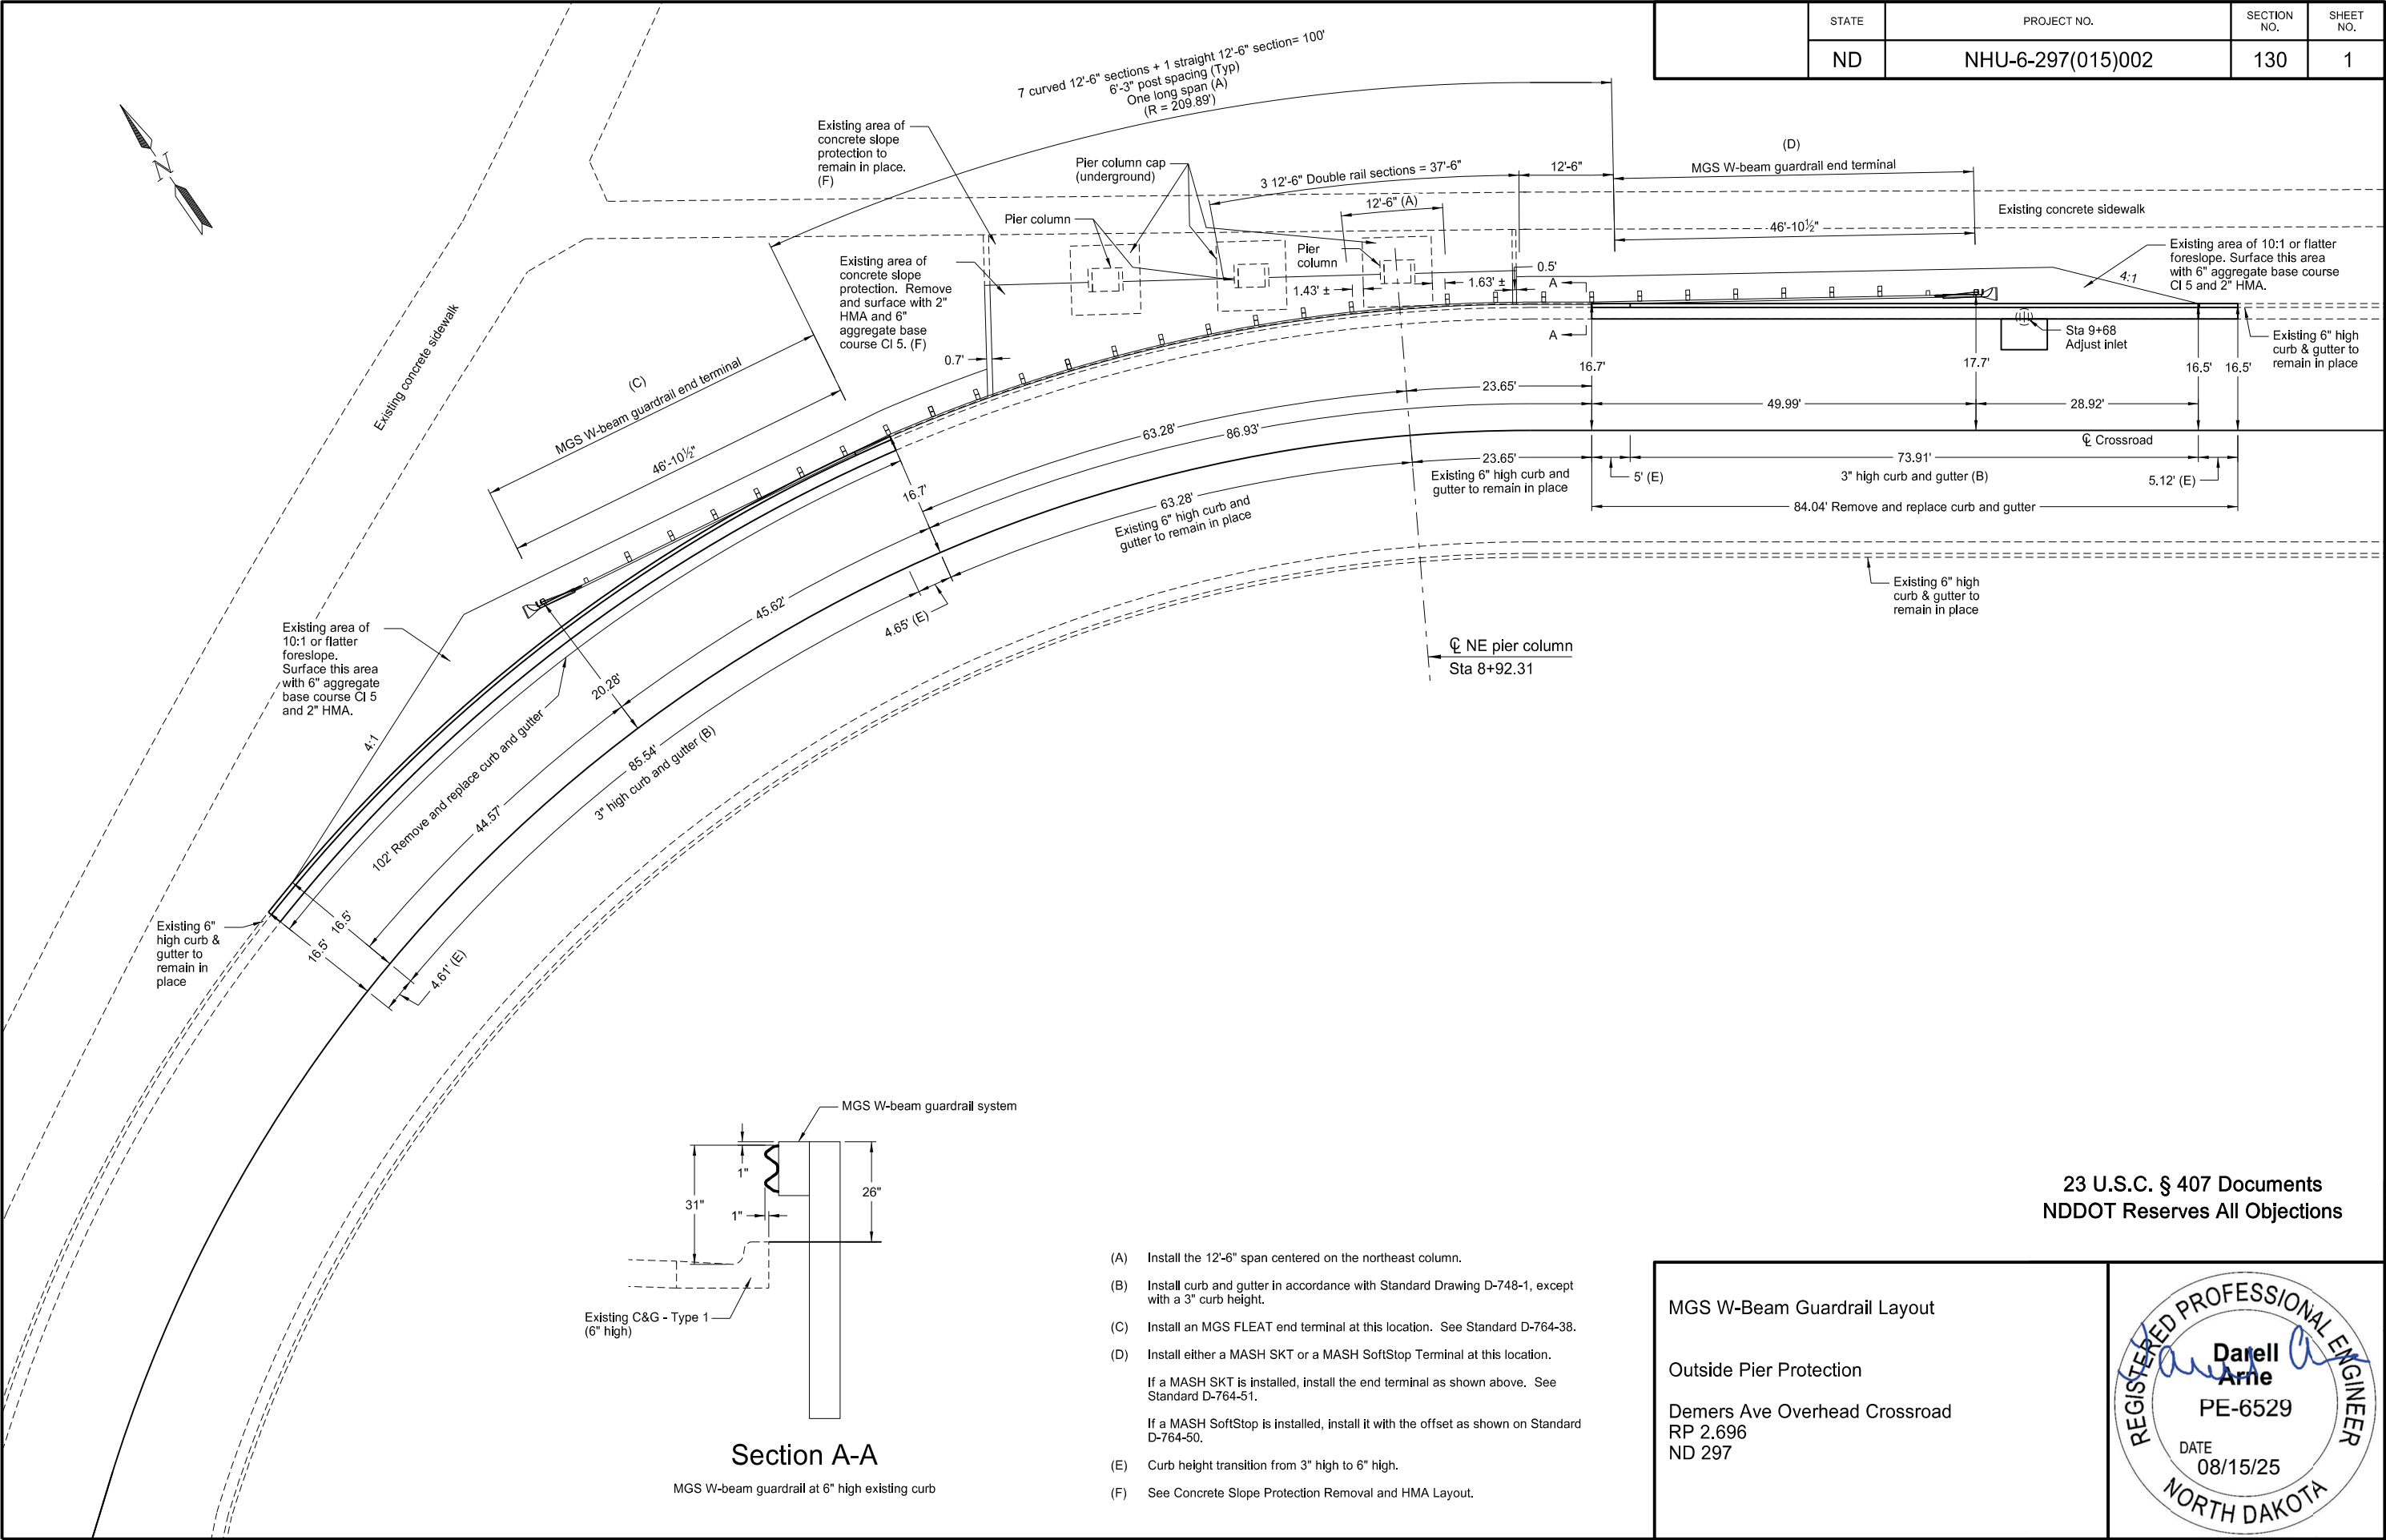 STATE
PROJECT NO.
SECTION
NO.
SHEET
NO.
ND
NHU-6-297(015)002
130
1
N
7 curved 12'-6" sections + 1 straight 12'-6" section= 100'
6'-3" post spacing (Typ)
One long span (A)
(R = 209.89')
Existing area of
concrete slope
protection to
remain in place.
(F)
Pier column cap
(underground)
3 12'-6" Double rail sections = 37'-6"
12'-6"
(D)
MGS W-beam guardrail end terminal
12'-6" (A)
Pier column
Pier
column
46'-10½"
Existing concrete sidewalk
Existing area of
concrete slope
protection. Remove
and surface with 2"
HMA and 6"
aggregate base
course Cl 5. (F)
0.5'
1.43' ±
1.63' ±
A
A
4:1
Existing area of 10:1 or flatter
foreslope. Surface this area
with 6" aggregate base course
Cl 5 and 2" HMA.
Sta 9+68
Adjust inlet
Existing 6" high
curb & gutter to
remain in place
0.7'
16.7'
17.7'
16.5'
16.5'
23.65'
49.99'
28.92'
63.28'
86.93'
℄ Crossroad
23.65'
Existing 6" high curb and
gutter to remain in place
5' (E)
73.91'
3" high curb and gutter (B)
5.12' (E)
84.04' Remove and replace curb and gutter
Existing concrete sidewalk
(C)
MGS W-beam guardrail end terminal
46'-10½"
16.7'
63.28'
Existing 6" high curb and
gutter to remain in place
Existing 6" high
curb & gutter to
remain in place
45.62'
4.65' (E)
℄ NE pier column
Sta 8+92.31
Existing area of
10:1 or flatter
foreslope.
Surface this area
with 6" aggregate
base course Cl 5
and 2" HMA.
4:1
20.28'
102' Remove and replace curb and gutter
44.57'
85.54'
3" high curb and gutter (B)
Existing 6"
high curb &
gutter to
remain in
place
16.5'
16.5'
4.61' (E)
MGS W-beam guardrail system
1"
31"
26"
1"
Existing C&G - Type 1
(6" high)
Section A-A
MGS W-beam guardrail at 6" high existing curb
(A) Install the 12'-6" span centered on the northeast column.
(B) Install curb and gutter in accordance with Standard Drawing D-748-1, except
with a 3" curb height.
(C) Install an MGS FLEAT end terminal at this location. See Standard D-764-38.
(D) Install either a MASH SKT or a MASH SoftStop Terminal at this location.
If a MASH SKT is installed, install the end terminal as shown above. See
Standard D-764-51.
If a MASH SoftStop is installed, install it with the offset as shown on Standard
D-764-50.
(E) Curb height transition from 3" high to 6" high.
(F) See Concrete Slope Protection Removal and HMA Layout.
23 U.S.C. § 407 Documents
NDDOT Reserves All Objections
MGS W-Beam Guardrail Layout
Outside Pier Protection
Demers Ave Overhead Crossroad
RP 2.696
ND 297
REGISTERED PROFESSIONAL ENGINEER
Darell
Arne
PE-6529
DATE
08/15/25
NORTH DAKOTA